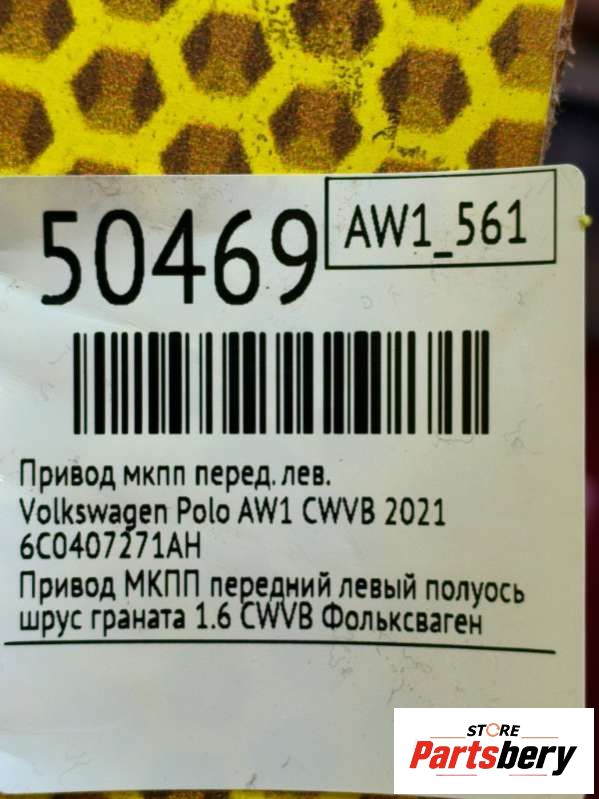 50469
AW1_561
Привод мкпп перед. лев.
Volkswagen Polo AW1 CWVB 2021
6C0407271AH
Привод МКПП передний левый полуось
шрус граната 1.6 CWVB Фольксваген
STORE
Partsbery